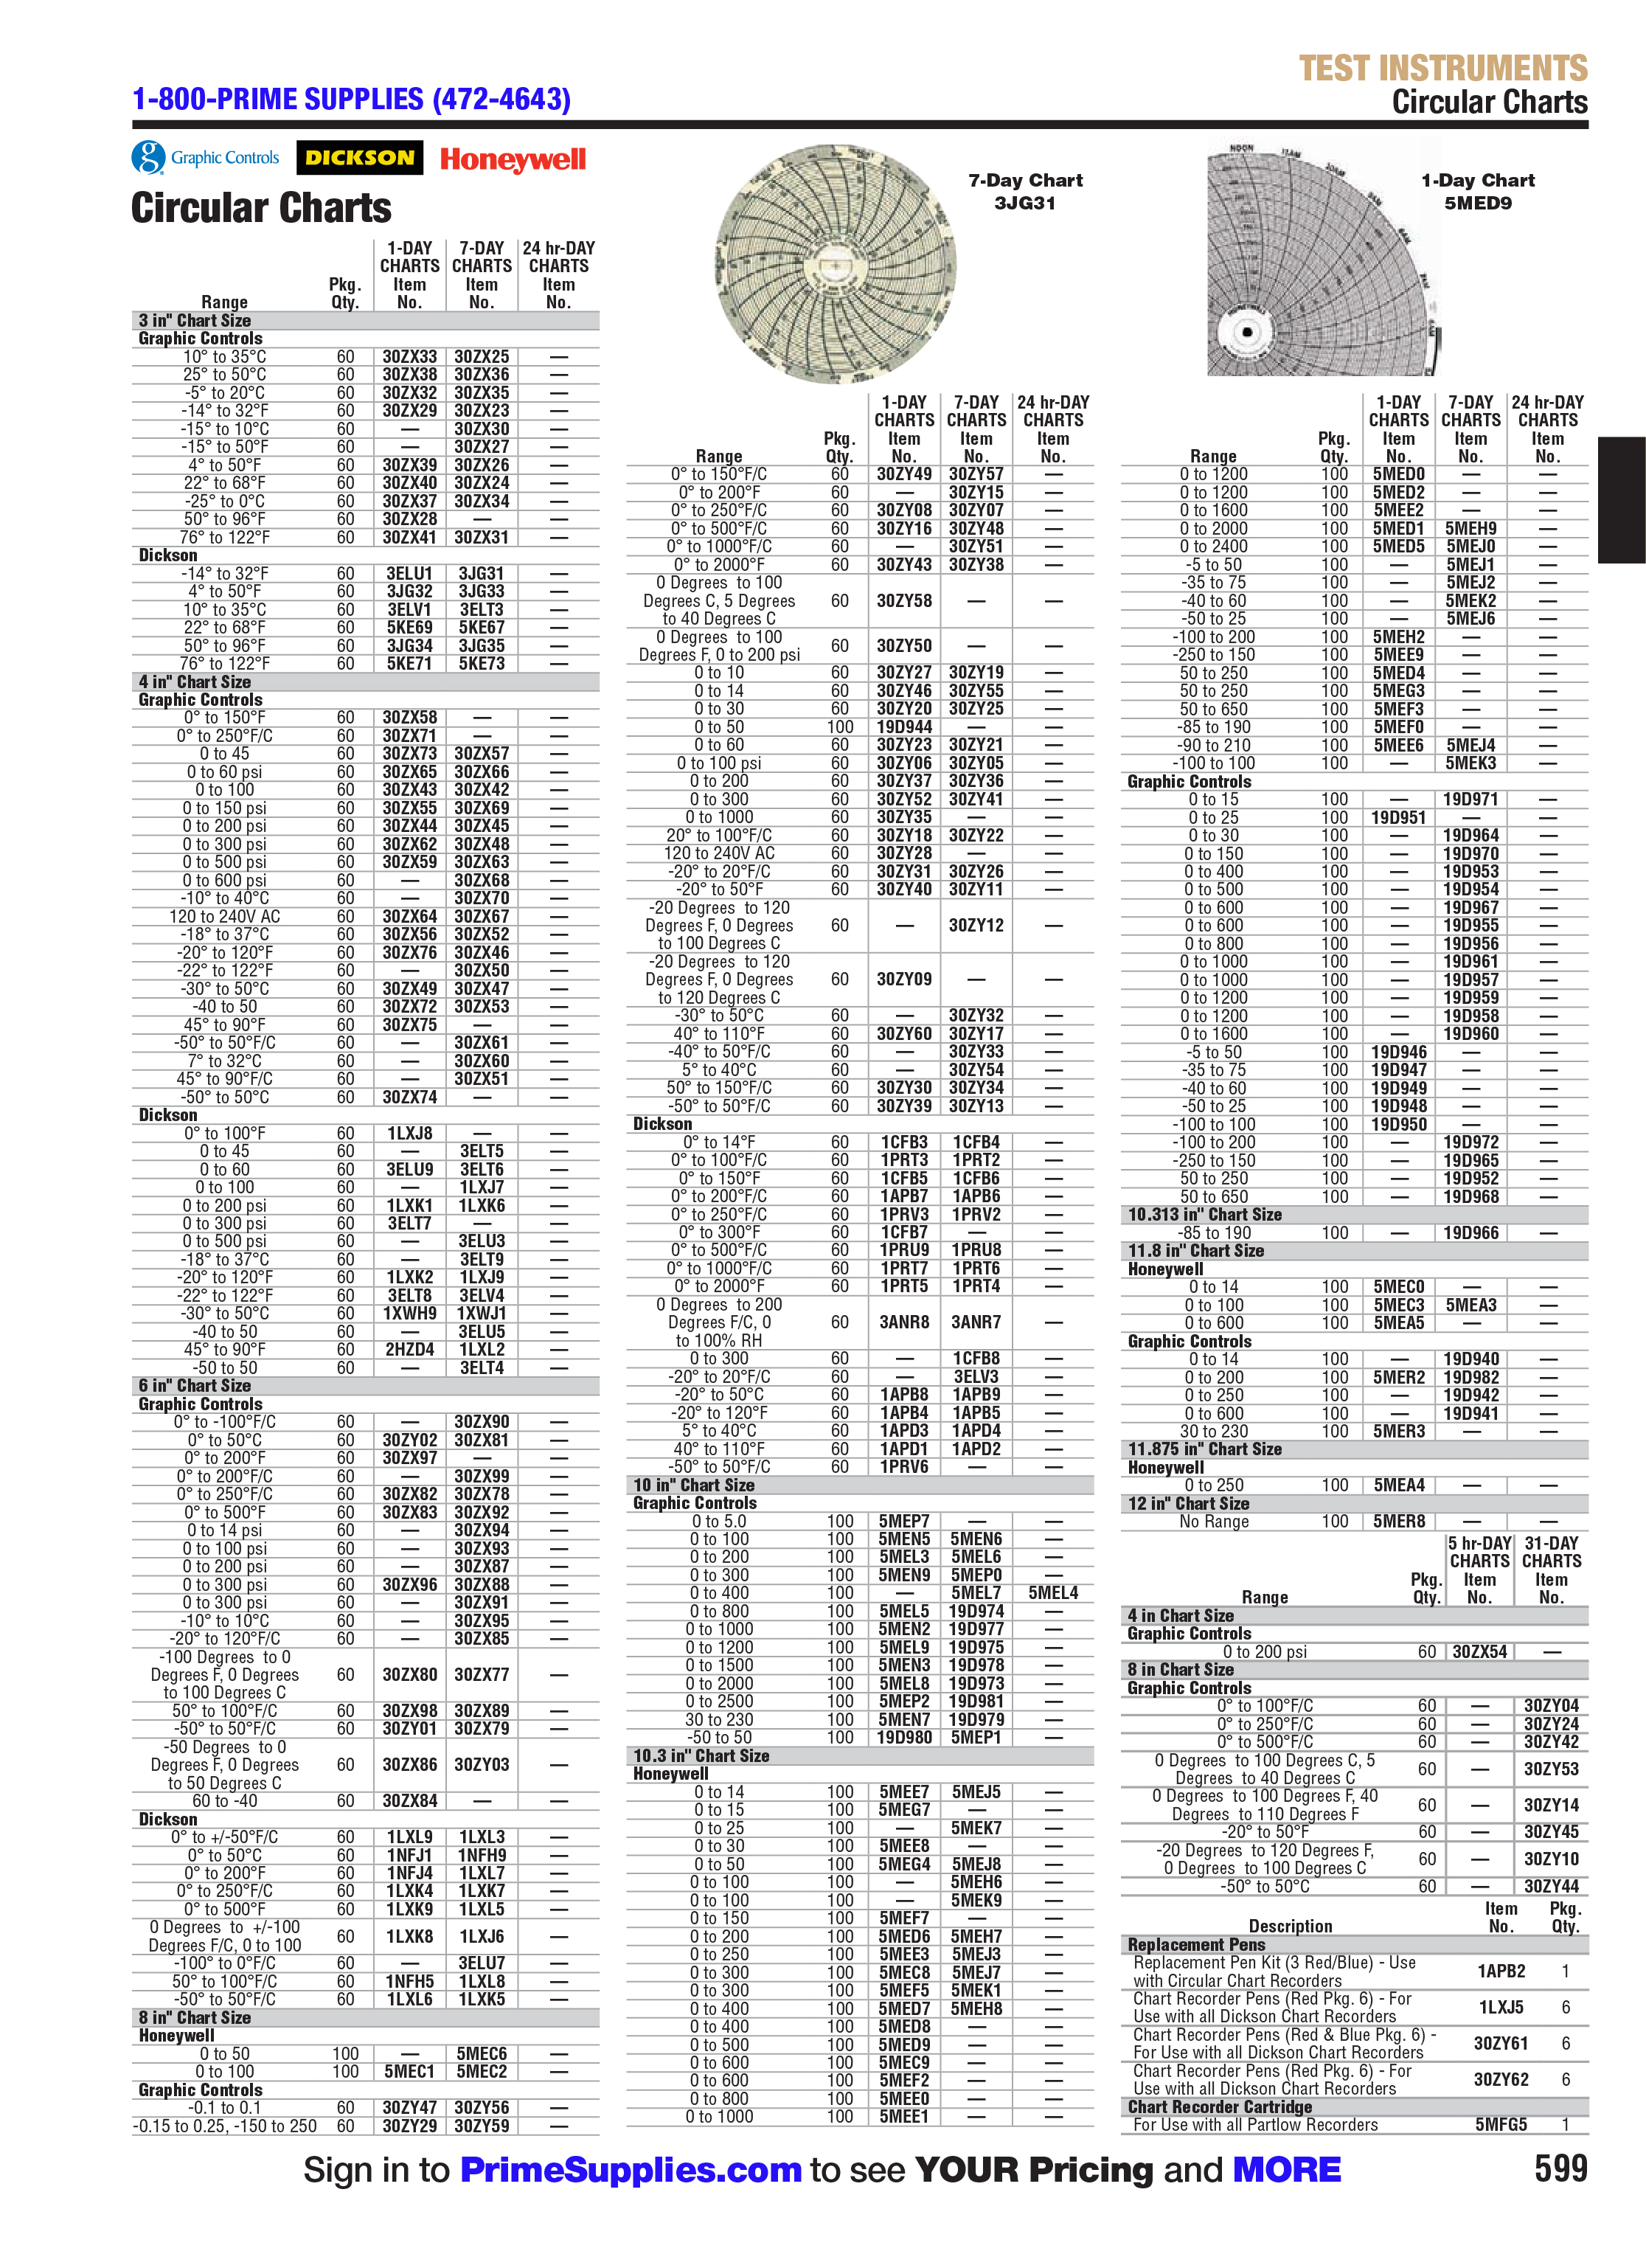 TEST INSTRUMENTS
1-800-PRIME SUPPLIES (472-4643)
Circular Charts
Graphic Controls DICKSON Honeywell
Circular Charts
7-Day Chart
3JG31
1-Day Chart
5MED9
1-DAY 7-DAY 24 hr-DAY
CHARTS CHARTS CHARTS
Pkg. Item Item Item
Range Qty. No. No. No.
3 in" Chart Size
Graphic Controls
10° to 35°C 60 30ZX33 30ZX25 —
25° to 50°C 60 30ZX38 30ZX36 —
-5° to 20°C 60 30ZX32 30ZX35 —
-14° to 32°F 60 30ZX29 30ZX23 —
-15° to 10°C 60 — 30ZX30 —
-15° to 50°F 60 — 30ZX27 —
4° to 50°F 60 30ZX39 30ZX26 —
22° to 68°F 60 30ZX40 30ZX24 —
-25° to 0°C 60 30ZX37 30ZX34 —
50° to 96°F 60 30ZX28 — —
76° to 122°F 60 30ZX41 30ZX31 —
Dickson
-14° to 32°F 60 3ELU1 3JG31 —
4° to 50°F 60 3JG32 3JG33 —
10° to 35°C 60 3ELV1 3ELT3 —
22° to 68°F 60 5KE69 5KE67 —
50° to 96°F 60 3JG34 3JG35 —
76° to 122°F 60 5KE71 5KE73 —
4 in" Chart Size
Graphic Controls
0° to 150°F 60 30ZX58 — —
0° to 250°F/C 60 30ZX71 — —
0 to 45 60 30ZX73 30ZX57 —
0 to 60 psi 60 30ZX65 30ZX66 —
0 to 100 60 30ZX43 30ZX42 —
0 to 150 psi 60 30ZX55 30ZX69 —
0 to 200 psi 60 30ZX44 30ZX45 —
0 to 300 psi 60 30ZX62 30ZX48 —
0 to 500 psi 60 30ZX59 30ZX63 —
0 to 600 psi 60 — 30ZX68 —
-10° to 40°C 60 — 30ZX70 —
120 to 240V AC 60 30ZX64 30ZX67 —
-18° to 37°C 60 30ZX56 30ZX52 —
-20° to 120°F 60 30ZX76 30ZX46 —
-22° to 122°F 60 — 30ZX50 —
-30° to 50°C 60 30ZX49 30ZX47 —
-40 to 50 60 30ZX72 30ZX53 —
45° to 90°F 60 30ZX75 — —
-50° to 50°F/C 60 — 30ZX61 —
7° to 32°C 60 — 30ZX60 —
45° to 90°F/C 60 — 30ZX51 —
-50° to 50°C 60 30ZX74 — —
Dickson
0° to 100°F 60 1LXJ8 — —
0 to 45 60 — 3ELT5 —
0 to 60 60 3ELU9 3ELT6 —
0 to 100 60 — 1LXJ7 —
0 to 200 psi 60 1LXK1 1LXK6 —
0 to 300 psi 60 3ELT7 — —
0 to 500 psi 60 — 3ELU3 —
-18° to 37°C 60 — 3ELT9 —
-20° to 120°F 60 1LXK2 1LXJ9 —
-22° to 122°F 60 3ELT8 3ELV4 —
-30° to 50°C 60 1XWH9 1XWJ1 —
-40 to 50 60 — 3ELU5 —
45° to 90°F 60 2HZD4 1LXL2 —
-50 to 50 60 — 3ELT4 —
6 in" Chart Size
Graphic Controls
0° to -100°F/C 60 — 30ZX90 —
0° to 50°C 60 30ZY02 30ZX81 —
0° to 200°F 60 30ZX97 — —
0° to 200°F/C 60 — 30ZX99 —
0° to 250°F/C 60 30ZX82 30ZX78 —
0° to 500°F 60 30ZX83 30ZX92 —
0 to 14 psi 60 — 30ZX94 —
0 to 100 psi 60 — 30ZX93 —
0 to 200 psi 60 — 30ZX87 —
0 to 300 psi 60 30ZX96 30ZX88 —
0 to 300 psi 60 — 30ZX91 —
-10° to 10°C 60 — 30ZX95 —
-20° to 120°F/C 60 — 30ZX85 —
-100 Degrees to 0
Degrees F, 0 Degrees 60 30ZX80 30ZX77 —
to 100 Degrees C
50° to 100°F/C 60 30ZX98 30ZX89 —
-50° to 50°F/C 60 30ZY01 30ZX79 —
-50 Degrees to 0
Degrees F, 0 Degrees 60 30ZX86 30ZY03 —
to 50 Degrees C
60 to -40 60 30ZX84 — —
Dickson
0° to +/-50°F/C 60 1LXL9 1LXL3 —
0° to 50°C 60 1NFJ1 1NFH9 —
0° to 200°F 60 1NFJ4 1LXL7 —
0° to 250°F/C 60 1LXK4 1LXK7 —
0° to 500°F 60 1LXK9 1LXL5 —
0 Degrees to +/-100
Degrees F/C, 0 to 100 60 1LXK8 1LXJ6 —
-100° to 0°F/C 60 — 3ELU7 —
50° to 100°F/C 60 1NFH5 1LXL8 —
-50° to 50°F/C 60 1LXL6 1LXK5 —
8 in" Chart Size
Honeywell
0 to 50 100 — 5MEC6 —
0 to 100 100 5MEC1 5MEC2 —
Graphic Controls
-0.1 to 0.1 60 30ZY47 30ZY56 —
-0.15 to 0.25, -150 to 250 60 30ZY29 30ZY59 —
1-DAY 7-DAY 24 hr-DAY
CHARTS CHARTS CHARTS
Pkg. Item Item Item
Range Qty. No. No. No.
0° to 150°F/C 60 30ZY49 30ZY57 —
0° to 200°F 60 — 30ZY15 —
0° to 250°F/C 60 30ZY08 30ZY07 —
0° to 500°F/C 60 30ZY16 30ZY48 —
0° to 1000°F/C 60 — 30ZY51 —
0° to 2000°F 60 30ZY43 30ZY38 —
0 Degrees to 100
Degrees C, 5 Degrees 60 30ZY58 — —
to 40 Degrees C
0 Degrees to 100
Degrees F, 0 to 200 psi 60 30ZY50 — —
0 to 10 60 30ZY27 30ZY19 —
0 to 14 60 30ZY46 30ZY55 —
0 to 30 60 30ZY20 30ZY25 —
0 to 50 100 19D944 — —
0 to 60 60 30ZY23 30ZY21 —
0 to 100 psi 60 30ZY06 30ZY05 —
0 to 200 60 30ZY37 30ZY36 —
0 to 300 60 30ZY52 30ZY41 —
0 to 1000 60 30ZY35 — —
20° to 100°F/C 60 30ZY18 30ZY22 —
120 to 240V AC 60 30ZY28 — —
-20° to 20°F/C 60 30ZY31 30ZY26 —
-20° to 50°F 60 30ZY40 30ZY11 —
-20 Degrees to 120
Degrees F, 0 Degrees 60 — 30ZY12 —
to 100 Degrees C
-20 Degrees to 120
Degrees F, 0 Degrees 60 30ZY09 — —
to 120 Degrees C
-30° to 50°C 60 — 30ZY32 —
40° to 110°F 60 30ZY60 30ZY17 —
-40° to 50°F/C 60 — 30ZY33 —
5° to 40°C 60 — 30ZY54 —
50° to 150°F/C 60 30ZY30 30ZY34 —
-50° to 50°F/C 60 30ZY39 30ZY13 —
Dickson
0° to 14°F 60 1CFB3 1CFB4 —
0° to 100°F/C 60 1PRT3 1PRT2 —
0° to 150°F 60 1CFB5 1CFB6 —
0° to 200°F/C 60 1APB7 1APB6 —
0° to 250°F/C 60 1PRV3 1PRV2 —
0° to 300°F 60 1CFB7 — —
0° to 500°F/C 60 1PRU9 1PRU8 —
0° to 1000°F/C 60 1PRT7 1PRT6 —
0° to 2000°F 60 1PRT5 1PRT4 —
0 Degrees to 200
Degrees F/C, 0 60 3ANR8 3ANR7 —
to 100% RH
0 to 300 60 — 1CFB8 —
-20° to 20°F/C 60 — 3ELV3 —
-20° to 50°C 60 1APB8 1APB9 —
-20° to 120°F 60 1APB4 1APB5 —
5° to 40°C 60 1APD3 1APD4 —
40° to 110°F 60 1APD1 1APD2 —
-50° to 50°F/C 60 1PRV6 — —
10 in" Chart Size
Graphic Controls
0 to 5.0 100 5MEP7 — —
0 to 100 100 5MEN5 5MEN6 —
0 to 200 100 5MEL3 5MEL6 —
0 to 300 100 5MEN9 5MEP0 —
0 to 400 100 — 5MEL7 5MEL4
0 to 800 100 5MEL5 19D974 —
0 to 1000 100 5MEN2 19D977 —
0 to 1200 100 5MEL9 19D975 —
0 to 1500 100 5MEN3 19D978 —
0 to 2000 100 5MEL8 19D973 —
0 to 2500 100 5MEP2 19D981 —
30 to 230 100 5MEN7 19D979 —
-50 to 50 100 19D980 5MEP1 —
10.3 in" Chart Size
Honeywell
0 to 14 100 5MEE7 5MEJ5 —
0 to 15 100 5MEG7 — —
0 to 25 100 — 5MEK7 —
0 to 30 100 5MEE8 — —
0 to 50 100 5MEG4 5MEJ8 —
0 to 100 100 — 5MEH6 —
0 to 100 100 — 5MEK9 —
0 to 150 100 5MEF7 — —
0 to 200 100 5MED6 5MEH7 —
0 to 250 100 5MEE3 5MEJ3 —
0 to 300 100 5MEC8 5MEJ7 —
0 to 300 100 5MEF5 5MEK1 —
0 to 400 100 5MED7 5MEH8 —
0 to 400 100 5MED8 — —
0 to 500 100 5MED9 — —
0 to 600 100 5MEC9 — —
0 to 600 100 5MEF2 — —
0 to 800 100 5MEE0 — —
0 to 1000 100 5MEE1 — —
1-DAY 7-DAY 24 hr-DAY
CHARTS CHARTS CHARTS
Pkg. Item Item Item
Range Qty. No. No. No.
0 to 1200 100 5MED0 — —
0 to 1200 100 5MED2 — —
0 to 1600 100 5MEE2 — —
0 to 2000 100 5MED1 5MEH9 —
0 to 2400 100 5MED5 5MEJ0 —
-5 to 50 100 — 5MEJ1 —
-35 to 75 100 — 5MEJ2 —
-40 to 60 100 — 5MEK2 —
-50 to 25 100 — 5MEJ6 —
-100 to 200 100 5MEH2 — —
-250 to 150 100 5MEE9 — —
50 to 250 100 5MED4 — —
50 to 250 100 5MEG3 — —
50 to 650 100 5MEF3 — —
-85 to 190 100 5MEF0 — —
-90 to 210 100 5MEE6 5MEJ4 —
-100 to 100 100 — 5MEK3 —
Graphic Controls
0 to 15 100 — 19D971 —
0 to 25 100 19D951 — —
0 to 30 100 — 19D964 —
0 to 150 100 — 19D970 —
0 to 400 100 — 19D953 —
0 to 500 100 — 19D954 —
0 to 600 100 — 19D967 —
0 to 600 100 — 19D955 —
0 to 800 100 — 19D956 —
0 to 1000 100 — 19D961 —
0 to 1000 100 — 19D957 —
0 to 1200 100 — 19D959 —
0 to 1200 100 — 19D958 —
0 to 1600 100 — 19D960 —
-5 to 50 100 19D946 — —
-35 to 75 100 19D947 — —
-40 to 60 100 19D949 — —
-50 to 25 100 19D948 — —
-100 to 100 100 19D950 — —
-100 to 200 100 — 19D972 —
-250 to 150 100 — 19D965 —
50 to 250 100 — 19D952 —
50 to 650 100 — 19D968 —
10.313 in" Chart Size
-85 to 190 100 — 19D966 —
11.8 in" Chart Size
Honeywell
0 to 14 100 5MEC0 — —
0 to 100 100 5MEC3 5MEA3 —
0 to 600 100 5MEA5 — —
Graphic Controls
0 to 14 100 — 19D940 —
0 to 200 100 5MER2 19D982 —
0 to 250 100 — 19D942 —
0 to 600 100 — 19D941 —
30 to 230 100 5MER3 — —
11.875 in" Chart Size
Honeywell
0 to 250 100 5MEA4 — —
12 in" Chart Size
No Range 100 5MER8 — —
5 hr-DAY 31-DAY
CHARTS CHARTS
Pkg. Item Item
Range Qty. No. No.
4 in Chart Size
Graphic Controls
0 to 200 psi 60 30ZX54 —
8 in Chart Size
Graphic Controls
0° to 100°F/C 60 — 30ZY04
0° to 250°F/C 60 — 30ZY24
0° to 500°F/C 60 — 30ZY42
0 Degrees to 100 Degrees C, 5
Degrees to 40 Degrees C 60 — 30ZY53
0 Degrees to 100 Degrees F, 40
Degrees to 110 Degrees F 60 — 30ZY14
-20° to 50°F 60 — 30ZY45
-20 Degrees to 120 Degrees F,
0 Degrees to 100 Degrees C 60 — 30ZY10
-50° to 50°C 60 — 30ZY44
Item Pkg.
Description No. Qty.
Replacement Pens
Replacement Pen Kit (3 Red/Blue) - Use
with Circular Chart Recorders 1APB2 1
Chart Recorder Pens (Red Pkg. 6) - For
Use with all Dickson Chart Recorders 1LXJ5 6
Chart Recorder Pens (Red & Blue Pkg. 6) -
For Use with all Dickson Chart Recorders 30ZY61 6
Chart Recorder Pens (Red Pkg. 6) - For
Use with all Dickson Chart Recorders 30ZY62 6
Chart Recorder Cartridge
For Use with all Partlow Recorders 5MFG5 1
Sign in to PrimeSupplies.com to see YOUR Pricing and MORE
599